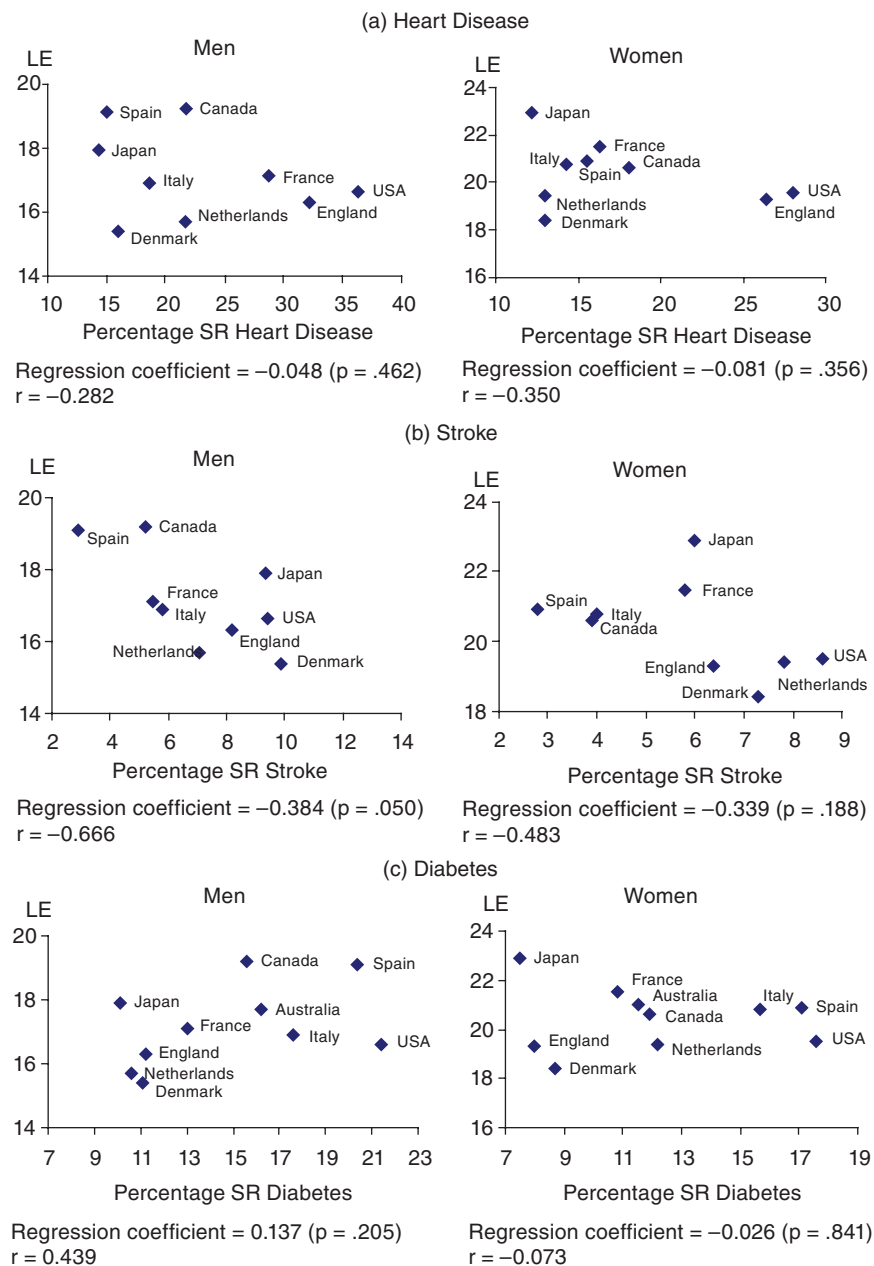 (a) Heart Disease
Men
LE
20
18
16
14
10 15 20 25 30 35 40
Spain
Canada
Japan
Italy
France
USA
England
Netherlands
Denmark
Percentage SR Heart Disease
Regression coefficient = –0.048 (p = .462)
r = –0.282
Women
LE
24
22
20
18
16
10 15 20 25 30
Japan
France
Italy
Spain
Canada
Netherlands
Denmark
USA
England
Percentage SR Heart Disease
Regression coefficient = –0.081 (p = .356)
r = –0.350
(b) Stroke
Men
LE
20
18
16
14
2 4 6 8 10 12 14
Spain
Canada
Japan
France
Italy
USA
England
Netherlands
Denmark
Percentage SR Stroke
Regression coefficient = –0.384 (p = .050)
r = –0.666
Women
LE
24
22
20
18
2 3 4 5 6 7 8 9
Japan
France
Spain
Italy
Canada
England
USA
Denmark
Netherlands
Percentage SR Stroke
Regression coefficient = –0.339 (p = .188)
r = –0.483
(c) Diabetes
Men
LE
20
18
16
14
7 9 11 13 15 17 19 21 23
Canada
Spain
Japan
Australia
France
Italy
USA
England
Netherlands
Denmark
Percentage SR Diabetes
Regression coefficient = 0.137 (p = .205)
r = 0.439
Women
LE
24
22
20
18
16
7 9 11 13 15 17 19
Japan
France
Australia
Canada
Italy
Spain
England
Netherlands
USA
Denmark
Percentage SR Diabetes
Regression coefficient = –0.026 (p = .841)
r = –0.073